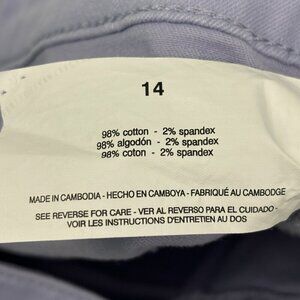 14
98% cotton - 2% spandex
98% algodón - 2% spandex
98% coton - 2% spandex
MADE IN CAMBODIA - HECHO EN CAMBOYA - FABRIQUÉ AU CAMBODGE
SEE REVERSE FOR CARE - VER AL REVERSO PARA EL CUIDADO -
VOIR LES INSTRUCTIONS D'ENTRETIEN AU DOS